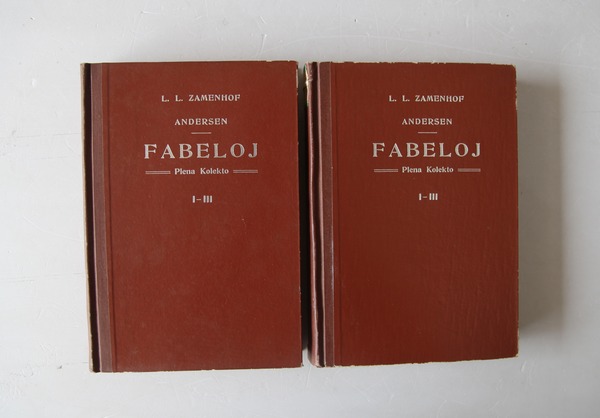 L. L. ZAMENHOF
ANDERSEN
FABELOJ
Plena Kolekto
I–III
L. L. ZAMENHOF
ANDERSEN
FABELOJ
Plena Kolekto
I–III